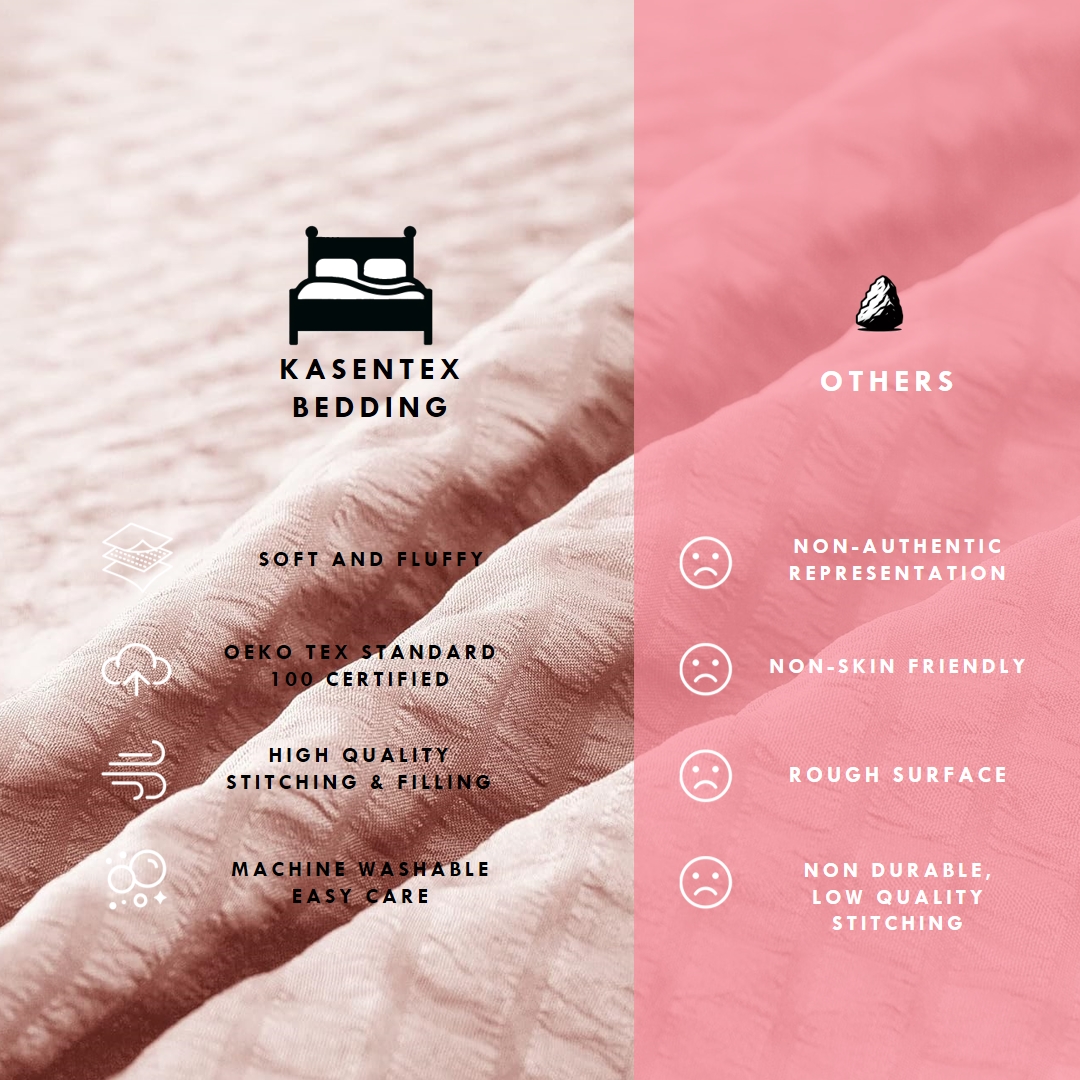 KASENTEX
BEDDING
SOFT AND FLUFFY
OEKO TEX STANDARD
100 CERTIFIED
HIGH QUALITY
STITCHING & FILLING
MACHINE WASHABLE
EASY CARE
OTHERS
NON-AUTHENTIC
REPRESENTATION
NON-SKIN FRIENDLY
ROUGH SURFACE
NON DURABLE,
LOW QUALITY
STITCHING